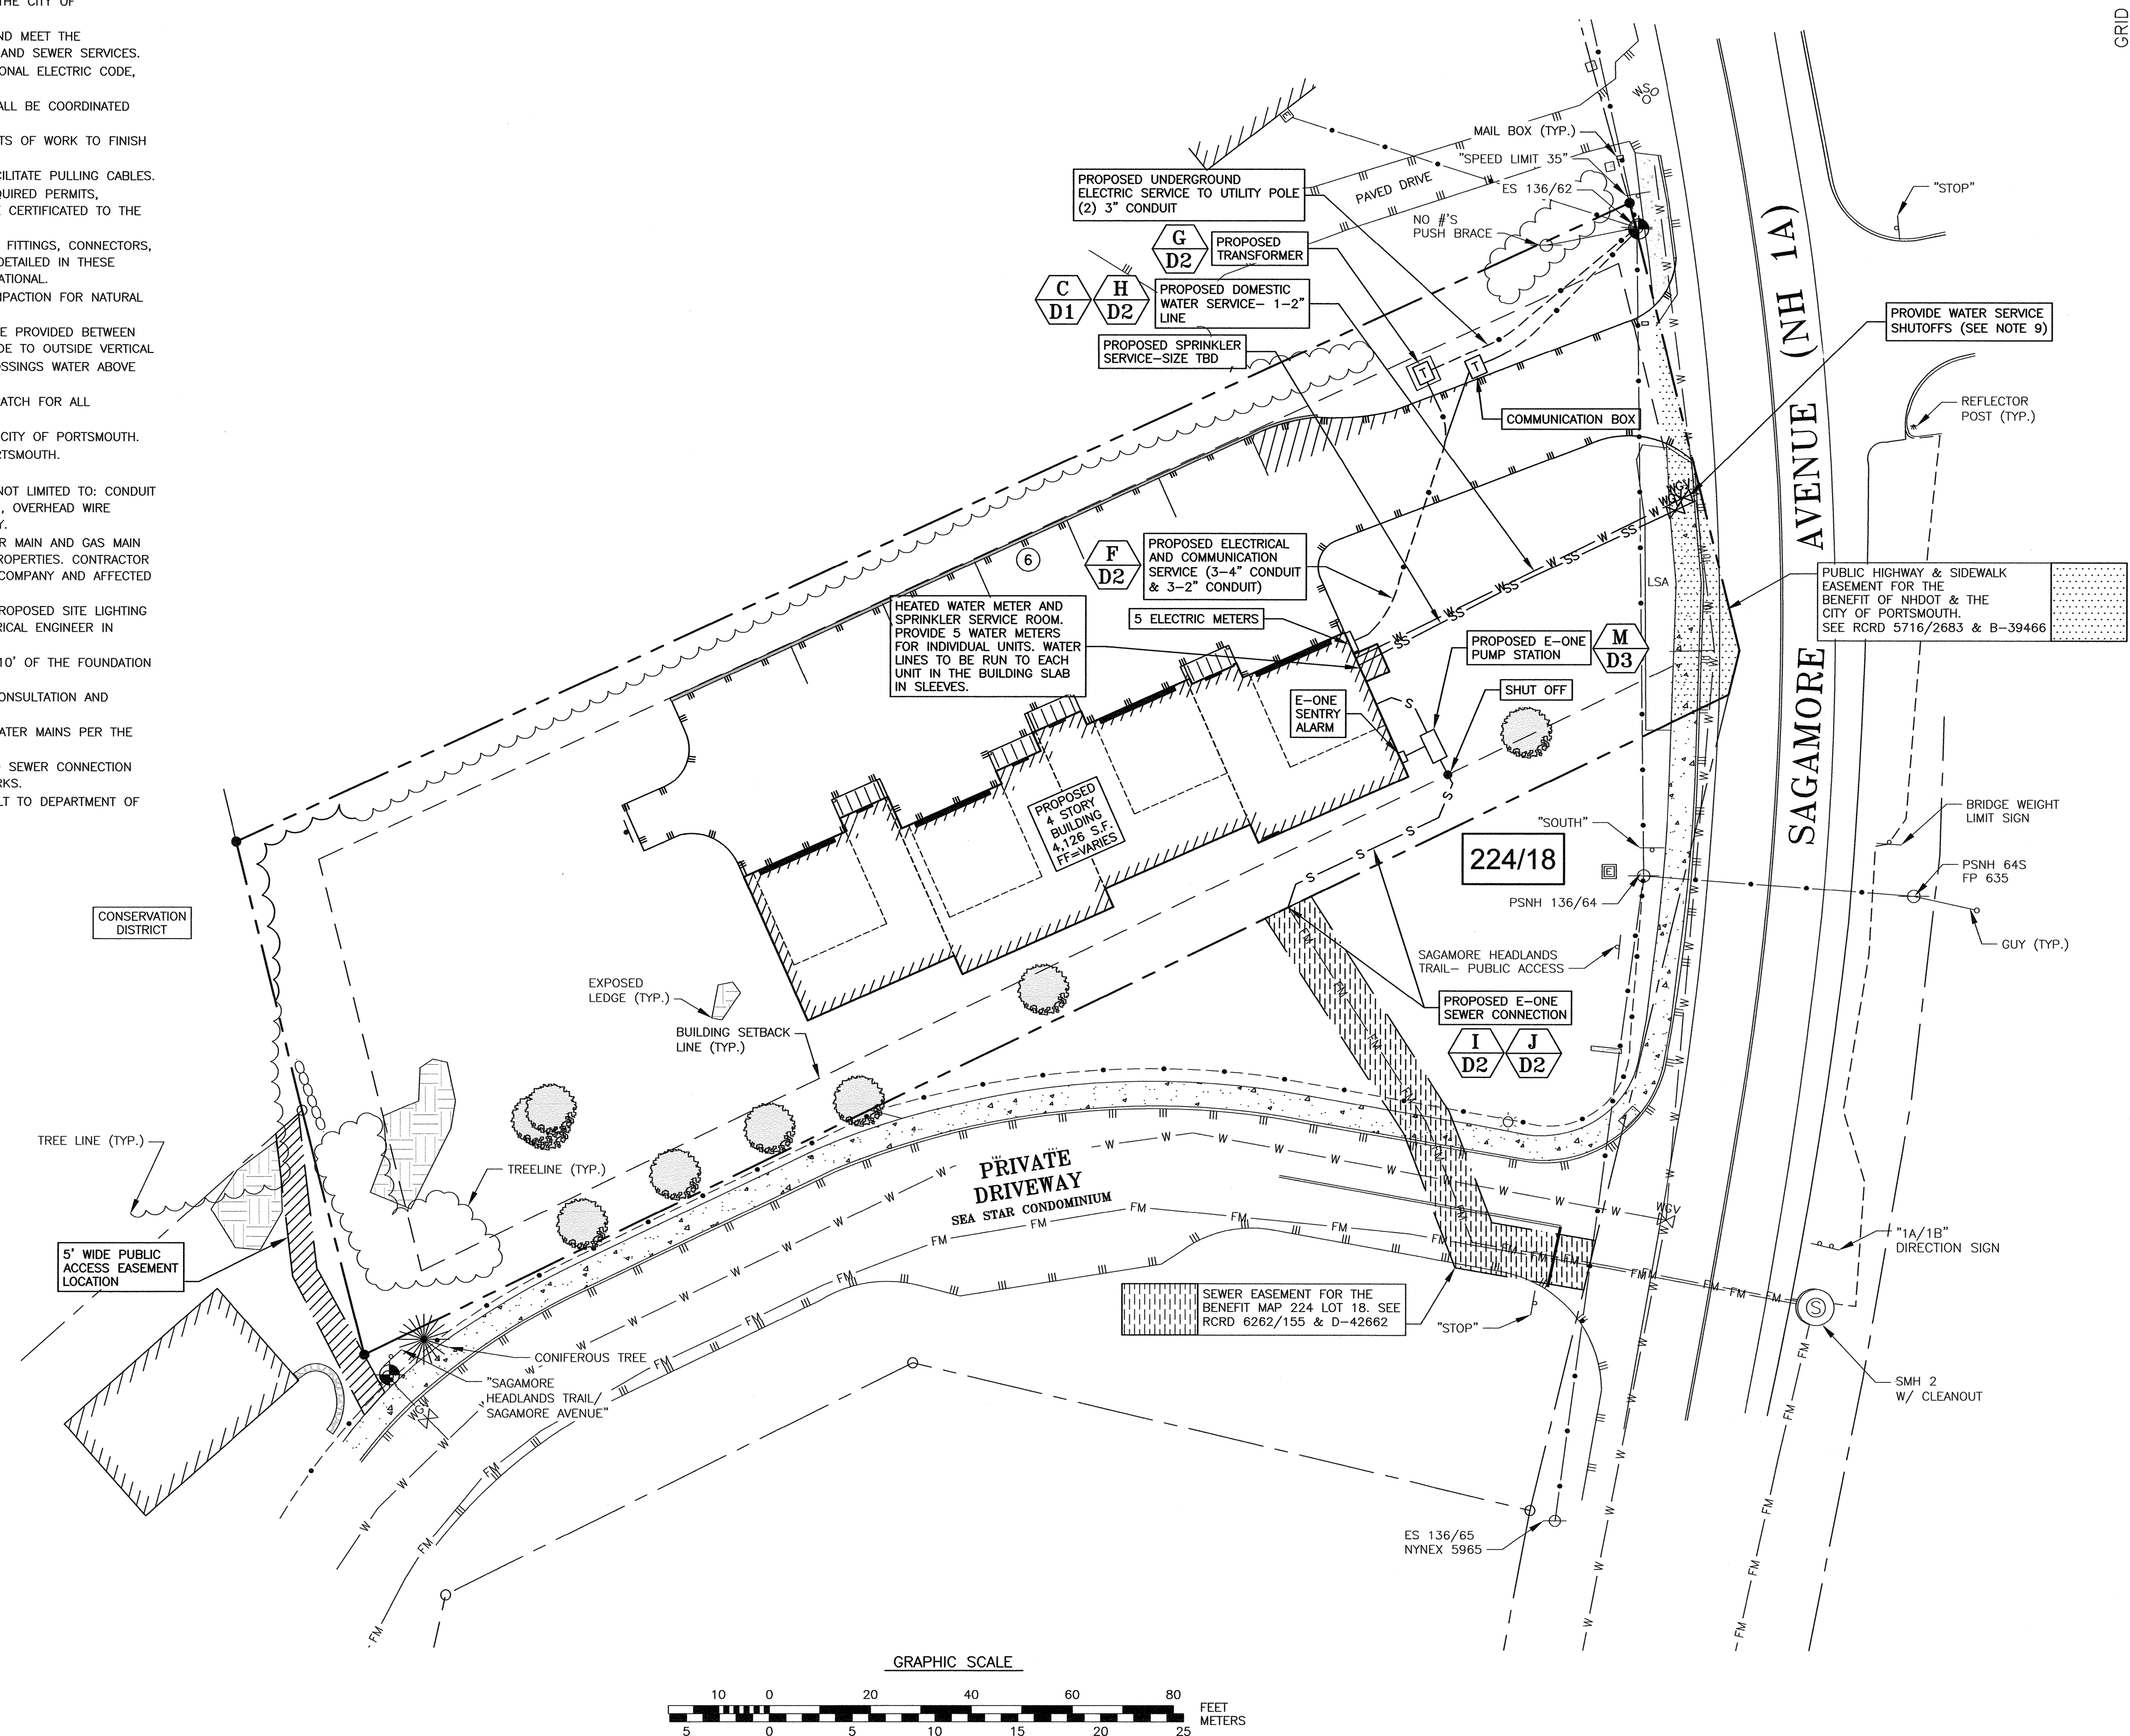 THE CITY OF
ND MEET THE
AND SEWER SERVICES.
ONAL ELECTRIC CODE,
ALL BE COORDINATED
TS OF WORK TO FINISH
CILITATE PULLING CABLES.
QUIRED PERMITS,
E CERTIFICATED TO THE
FITTINGS, CONNECTORS,
DETAILED IN THESE
ATIONAL.
MPACTION FOR NATURAL
E PROVIDED BETWEEN
DE TO OUTSIDE VERTICAL
OSSINGS WATER ABOVE
ATCH FOR ALL
CITY OF PORTSMOUTH.
RTSMOUTH.
NOT LIMITED TO: CONDUIT
, OVERHEAD WIRE
Y.
R MAIN AND GAS MAIN
ROPERTIES. CONTRACTOR
COMPANY AND AFFECTED
ROPOSED SITE LIGHTING
RICAL ENGINEER IN
10' OF THE FOUNDATION
ONSULTATION AND
ATER MAINS PER THE
SEWER CONNECTION
RKS.
LT TO DEPARTMENT OF
GRID
WSO
MAIL BOX (TYP.)
"SPEED LIMIT 35"
ES 136/62
PAVED DRIVE
NO #'S
PUSH BRACE
"STOP"
PROPOSED UNDERGROUND
ELECTRIC SERVICE TO UTILITY POLE
(2) 3" CONDUIT
G
D2
PROPOSED
TRANSFORMER
C
D1
H
D2
PROPOSED DOMESTIC
WATER SERVICE- 1-2"
LINE
PROPOSED SPRINKLER
SERVICE-SIZE TBD
E
T
T
COMMUNICATION BOX
PROVIDE WATER SERVICE
SHUTOFFS (SEE NOTE 9)
REFLECTOR
POST (TYP.)
SAGAMORE AVENUE (NH 1A)
WGV
WGV
6
F
D2
PROPOSED ELECTRICAL
AND COMMUNICATION
SERVICE (3-4" CONDUIT
& 3-2" CONDUIT)
LSA
PUBLIC HIGHWAY & SIDEWALK
EASEMENT FOR THE
BENEFIT OF NHDOT & THE
CITY OF PORTSMOUTH.
SEE RCRD 5716/2683 & B-39466
HEATED WATER METER AND
SPRINKLER SERVICE ROOM.
PROVIDE 5 WATER METERS
FOR INDIVIDUAL UNITS. WATER
LINES TO BE RUN TO EACH
UNIT IN THE BUILDING SLAB
IN SLEEVES.
5 ELECTRIC METERS
PROPOSED E-ONE
PUMP STATION
M
D3
SHUT OFF
E-ONE
SENTRY
ALARM
PROPOSED
4 STORY
BUILDING
4,126 S.F.
FF=VARIES
"SOUTH"
224/18
E
PSNH 136/64
BRIDGE WEIGHT
LIMIT SIGN
PSNH 64S
FP 635
GUY (TYP.)
CONSERVATION
DISTRICT
EXPOSED
LEDGE (TYP.)
BUILDING SETBACK
LINE (TYP.)
SAGAMORE HEADLANDS
TRAIL- PUBLIC ACCESS
PROPOSED E-ONE
SEWER CONNECTION
I
D2
J
D2
TREE LINE (TYP.)
TREELINE (TYP.)
PRIVATE
DRIVEWAY
SEA STAR CONDOMINIUM
WGV
"1A/1B"
DIRECTION SIGN
5' WIDE PUBLIC
ACCESS EASEMENT
LOCATION
SEWER EASEMENT FOR THE
BENEFIT MAP 224 LOT 18. SEE
RCRD 6262/155 & D-42662
"STOP"
S
CONIFEROUS TREE
"SAGAMORE
HEADLANDS TRAIL/
SAGAMORE AVENUE"
WGV
SMH 2
W/ CLEANOUT
ES 136/65
NYNEX 5965
GRAPHIC SCALE
10 0 20 40 60 80
FEET
METERS
5 0 5 10 15 20 25